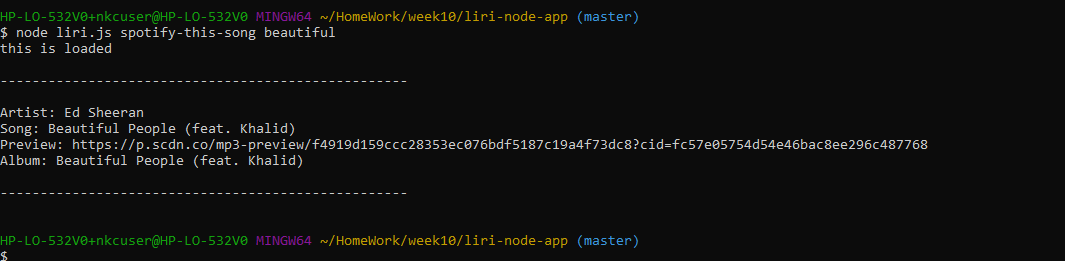 HP-LO-532V0+nkcuser@HP-LO-532V0 MINGW64 ~/HomeWork/week10/liri-node-app (master)
$ node liri.js spotify-this-song beautiful
this is loaded
---------------------------------------------------
Artist: Ed Sheeran
Song: Beautiful People (feat. Khalid)
Preview: https://p.scdn.co/mp3-preview/f4919d159ccc28353ec076bdf5187c19a4f73dc8?cid=fc57e05754d54e46bac8ee296c487768
Album: Beautiful People (feat. Khalid)
---------------------------------------------------
HP-LO-532V0+nkcuser@HP-LO-532V0 MINGW64 ~/HomeWork/week10/liri-node-app (master)
$